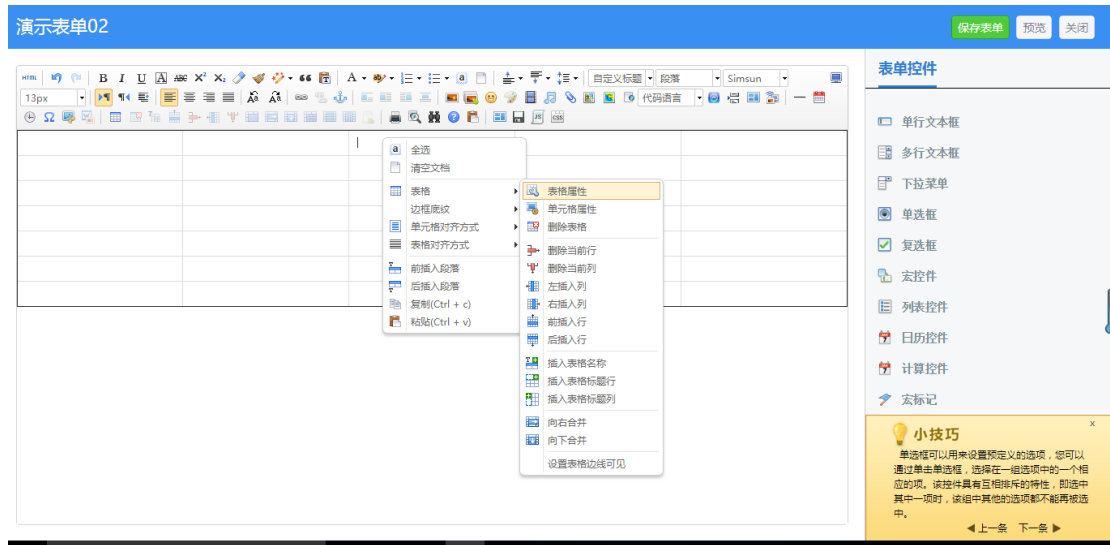 演示表单02
保存表单 预览 关闭
HTML B I U A ABC X² X₂ 66 T A ab a 自定义标题 段落 Simsun
13px 代码语言
Ω JS CSS
a 全选
清空文档
表格
边框底纹
单元格对齐方式
表格对齐方式
前插入段落
后插入段落
复制(Ctrl + c)
粘贴(Ctrl + v)
表格属性
单元格属性
删除表格
删除当前行
删除当前列
左插入列
右插入列
前插入行
后插入行
插入表格名称
插入表格标题行
插入表格标题列
向右合并
向下合并
设置表格边线可见
表单控件
单行文本框
多行文本框
下拉菜单
单选框
复选框
宏控件
列表控件
日历控件
计算控件
宏标记
x
小技巧
单选框可以用来设置预定义的选项，您可以
通过单击单选框，选择在一组选项中的一个相
应的项。该控件具有互相排斥的特性，即选中
其中一项时，该组中其他的选项都不能再被选
中。
◀上一条 下一条▶